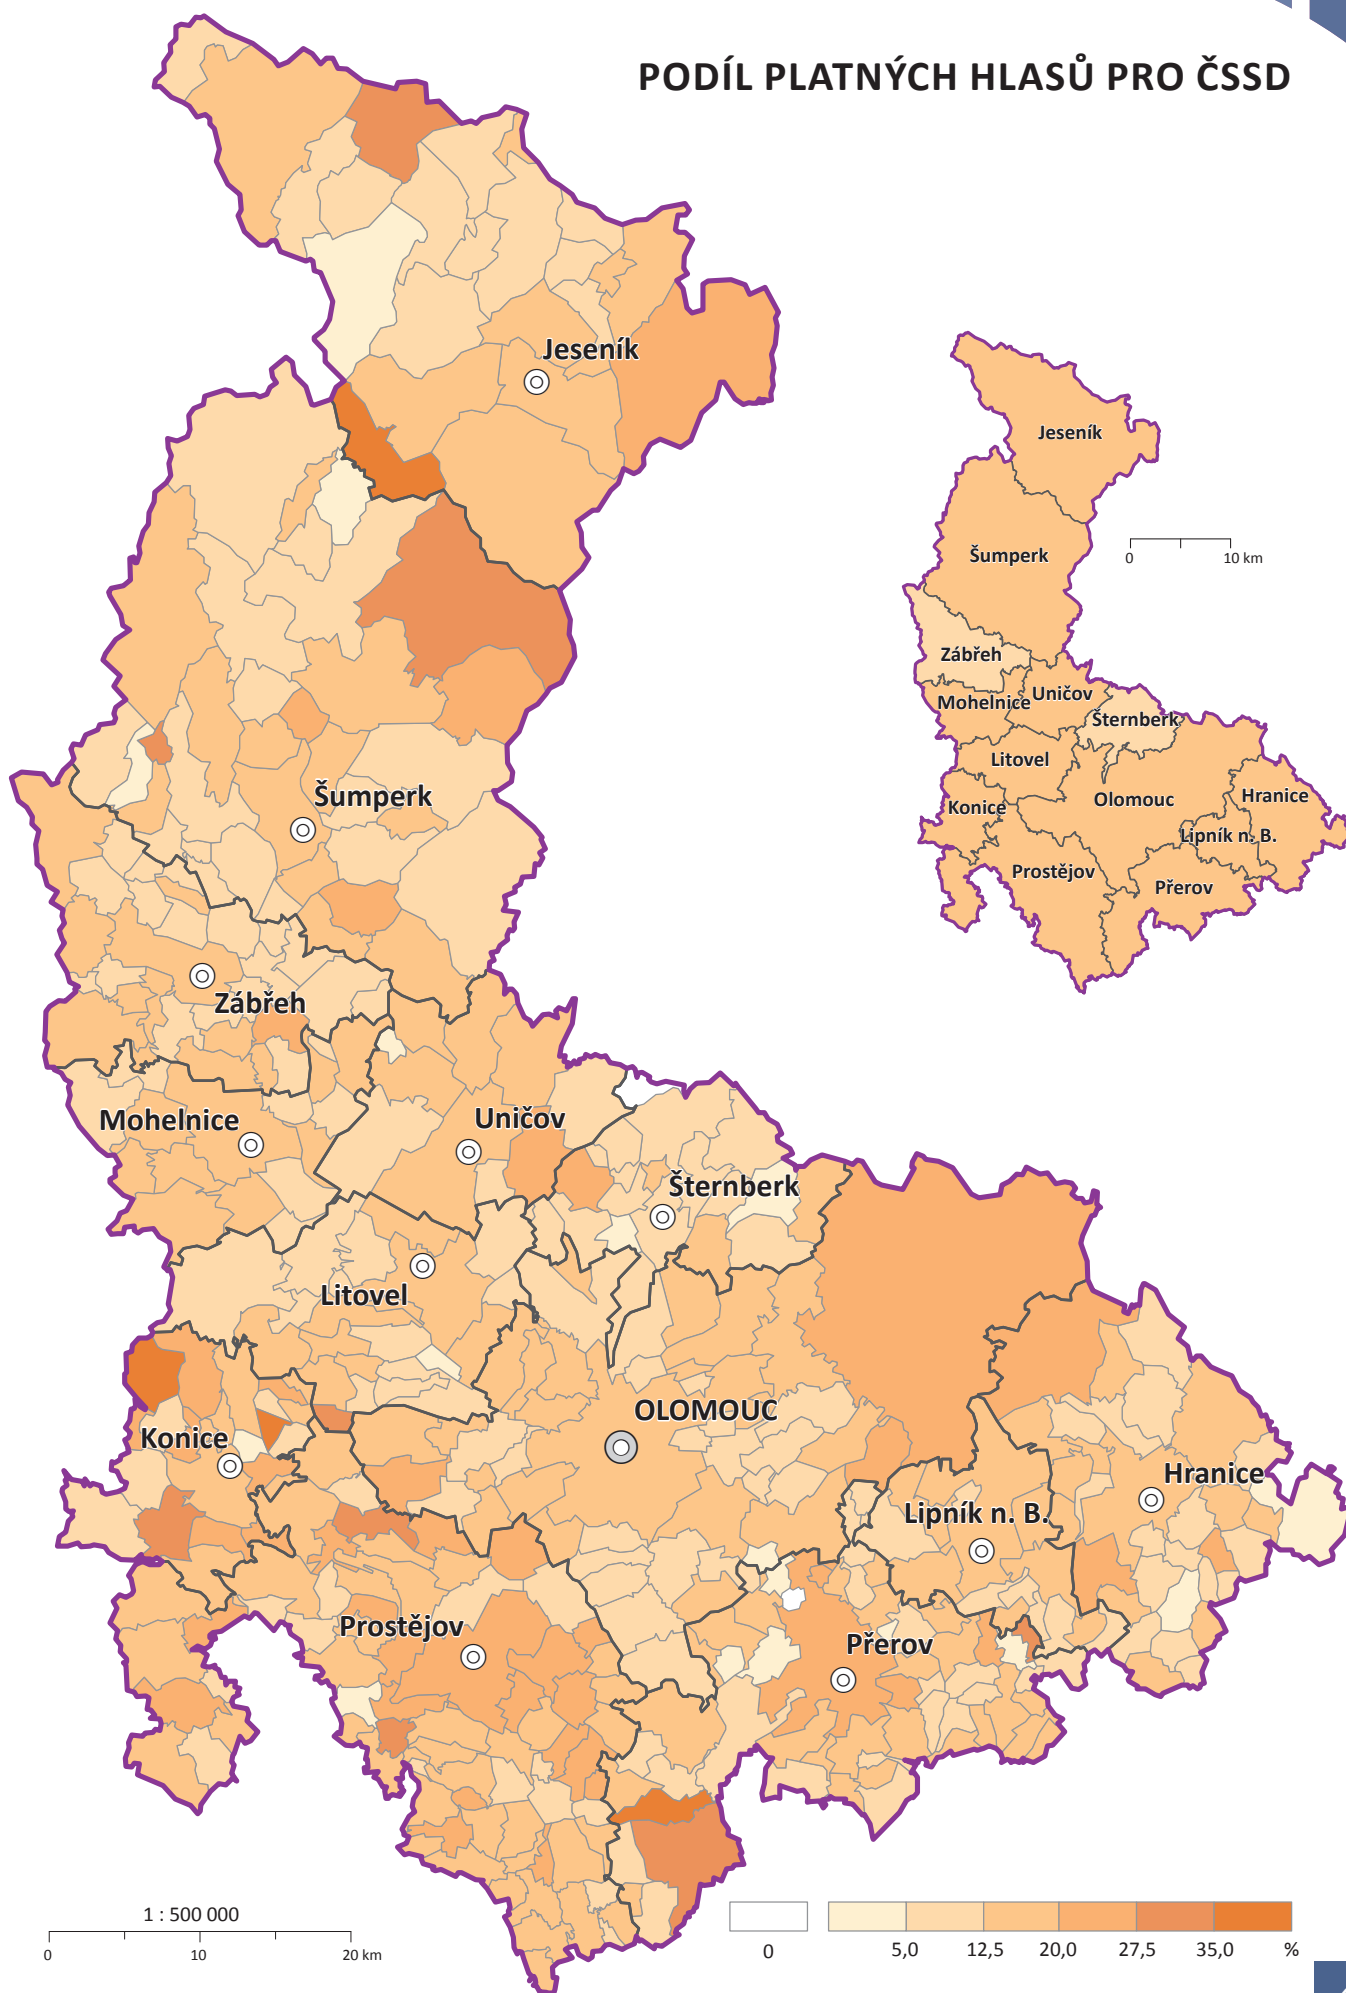 PODÍL PLATNÝCH HLASŮ PRO ČSSD
Jeseník
Šumperk
Zábřeh
Mohelnice
Uničov
Šternberk
Litovel
OLOMOUC
Konice
Hranice
Lipník n. B.
Prostějov
Přerov
Jeseník
Šumperk
0 10 km
Zábřeh
Mohelnice
Uničov
Šternberk
Litovel
Olomouc
Konice
Hranice
Lipník n. B.
Prostějov
Přerov
1 : 500 000
0 10 20 km
0 5,0 12,5 20,0 27,5 35,0 %